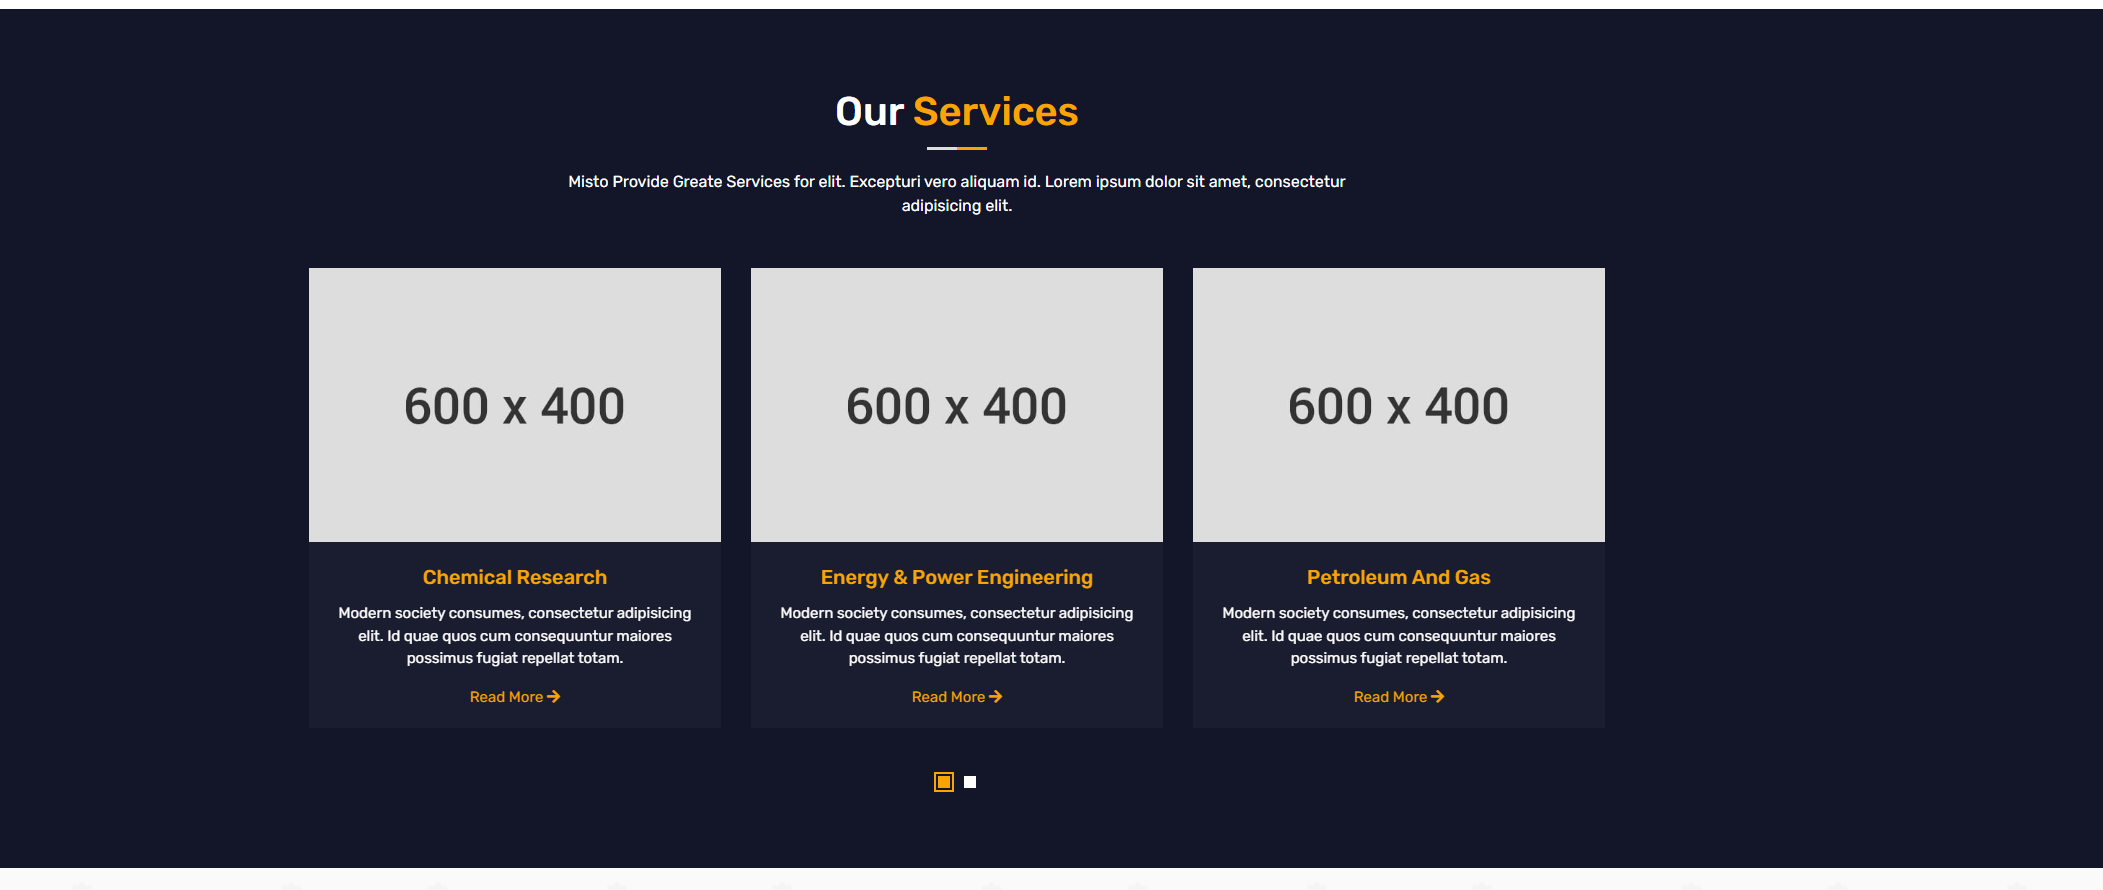 Our Services
Misto Provide Greate Services for elit. Excepturi vero aliquam id. Lorem ipsum dolor sit amet, consectetur
adipisicing elit.
600 x 400
Chemical Research
Modern society consumes, consectetur adipisicing
elit. Id quae quos cum consequuntur maiores
possimus fugiat repellat totam.
Read More
600 x 400
Energy & Power Engineering
Modern society consumes, consectetur adipisicing
elit. Id quae quos cum consequuntur maiores
possimus fugiat repellat totam.
Read More
600 x 400
Petroleum And Gas
Modern society consumes, consectetur adipisicing
elit. Id quae quos cum consequuntur maiores
possimus fugiat repellat totam.
Read More